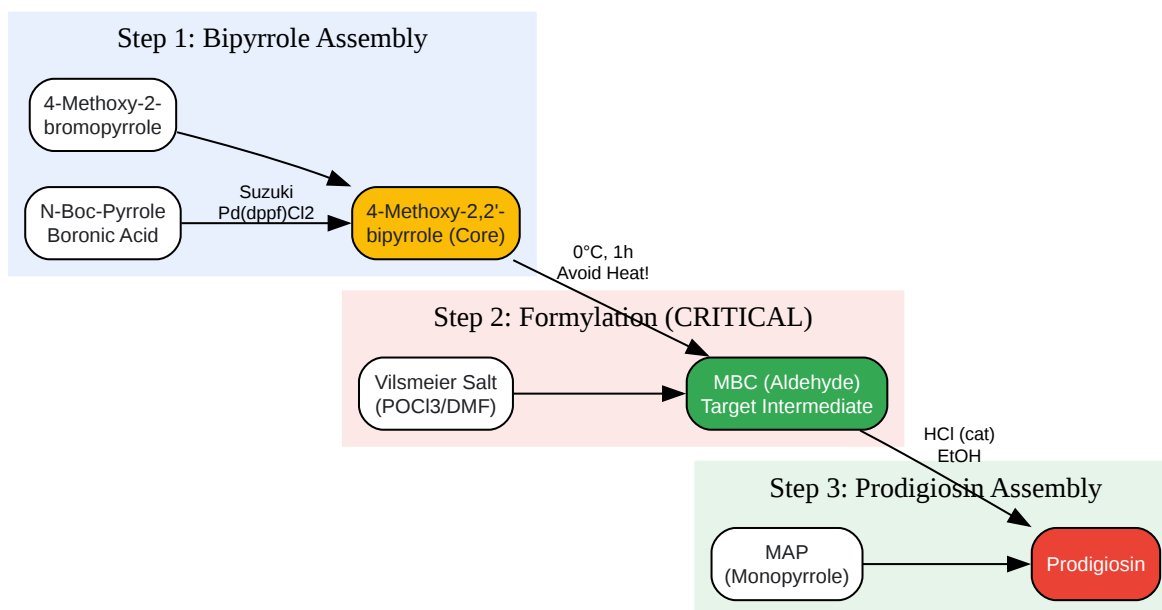 Step 1: Bipyrrole Assembly
4-Methoxy-2-
bromopyrrole
N-Boc-Pyrrole
Boronic Acid
Suzuki
Pd(dppf)Cl2
4-Methoxy-2,2'-
bipyrrole (Core)
0°C, 1h
Avoid Heat!
Step 2: Formylation (CRITICAL)
Vilsmeier Salt
(POCl3/DMF)
MBC (Aldehyde)
Target Intermediate
HCl (cat)
EtOH
Step 3: Prodigiosin Assembly
MAP
(Monopyrrole)
Prodigiosin